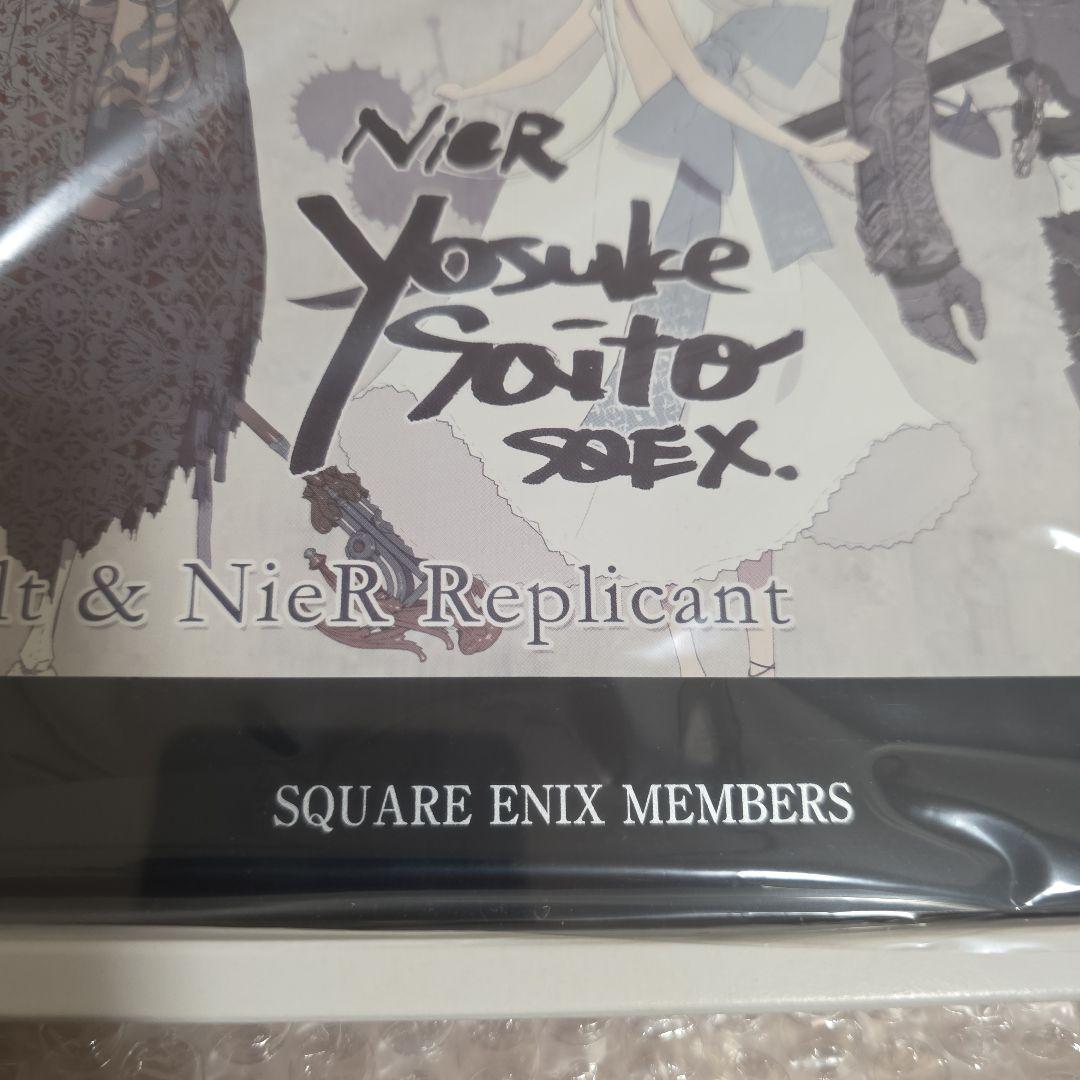 NieR
Yosuke
Saito
SQEX.
lt & NieR Replicant
SQUARE ENIX MEMBERS